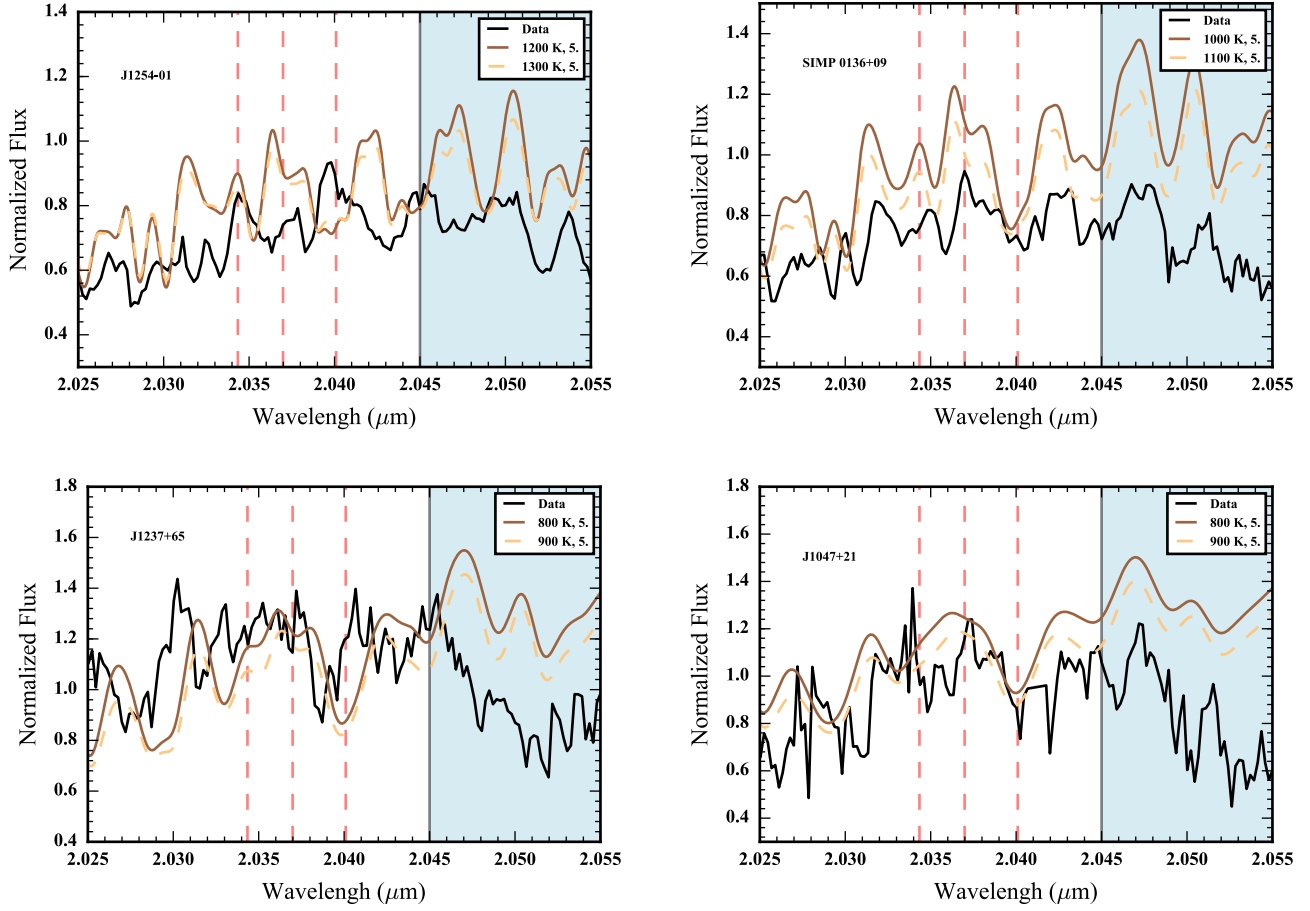 1.4
1.2
1.0
0.8
0.6
0.4
Normalized Flux
J1254-01
Data
1200 K, 5.
1300 K, 5.
2.025 2.030 2.035 2.040 2.045 2.050 2.055
Wavelengh (μm)
1.4
1.2
1.0
0.8
0.6
0.4
Normalized Flux
SIMP 0136+09
Data
1000 K, 5.
1100 K, 5.
2.025 2.030 2.035 2.040 2.045 2.050 2.055
Wavelengh (μm)
1.8
1.6
1.4
1.2
1.0
0.8
0.6
0.4
Normalized Flux
J1237+65
Data
800 K, 5.
900 K, 5.
2.025 2.030 2.035 2.040 2.045 2.050 2.055
Wavelengh (μm)
1.8
1.6
1.4
1.2
1.0
0.8
0.6
0.4
Normalized Flux
J1047+21
Data
800 K, 5.
900 K, 5.
2.025 2.030 2.035 2.040 2.045 2.050 2.055
Wavelengh (μm)